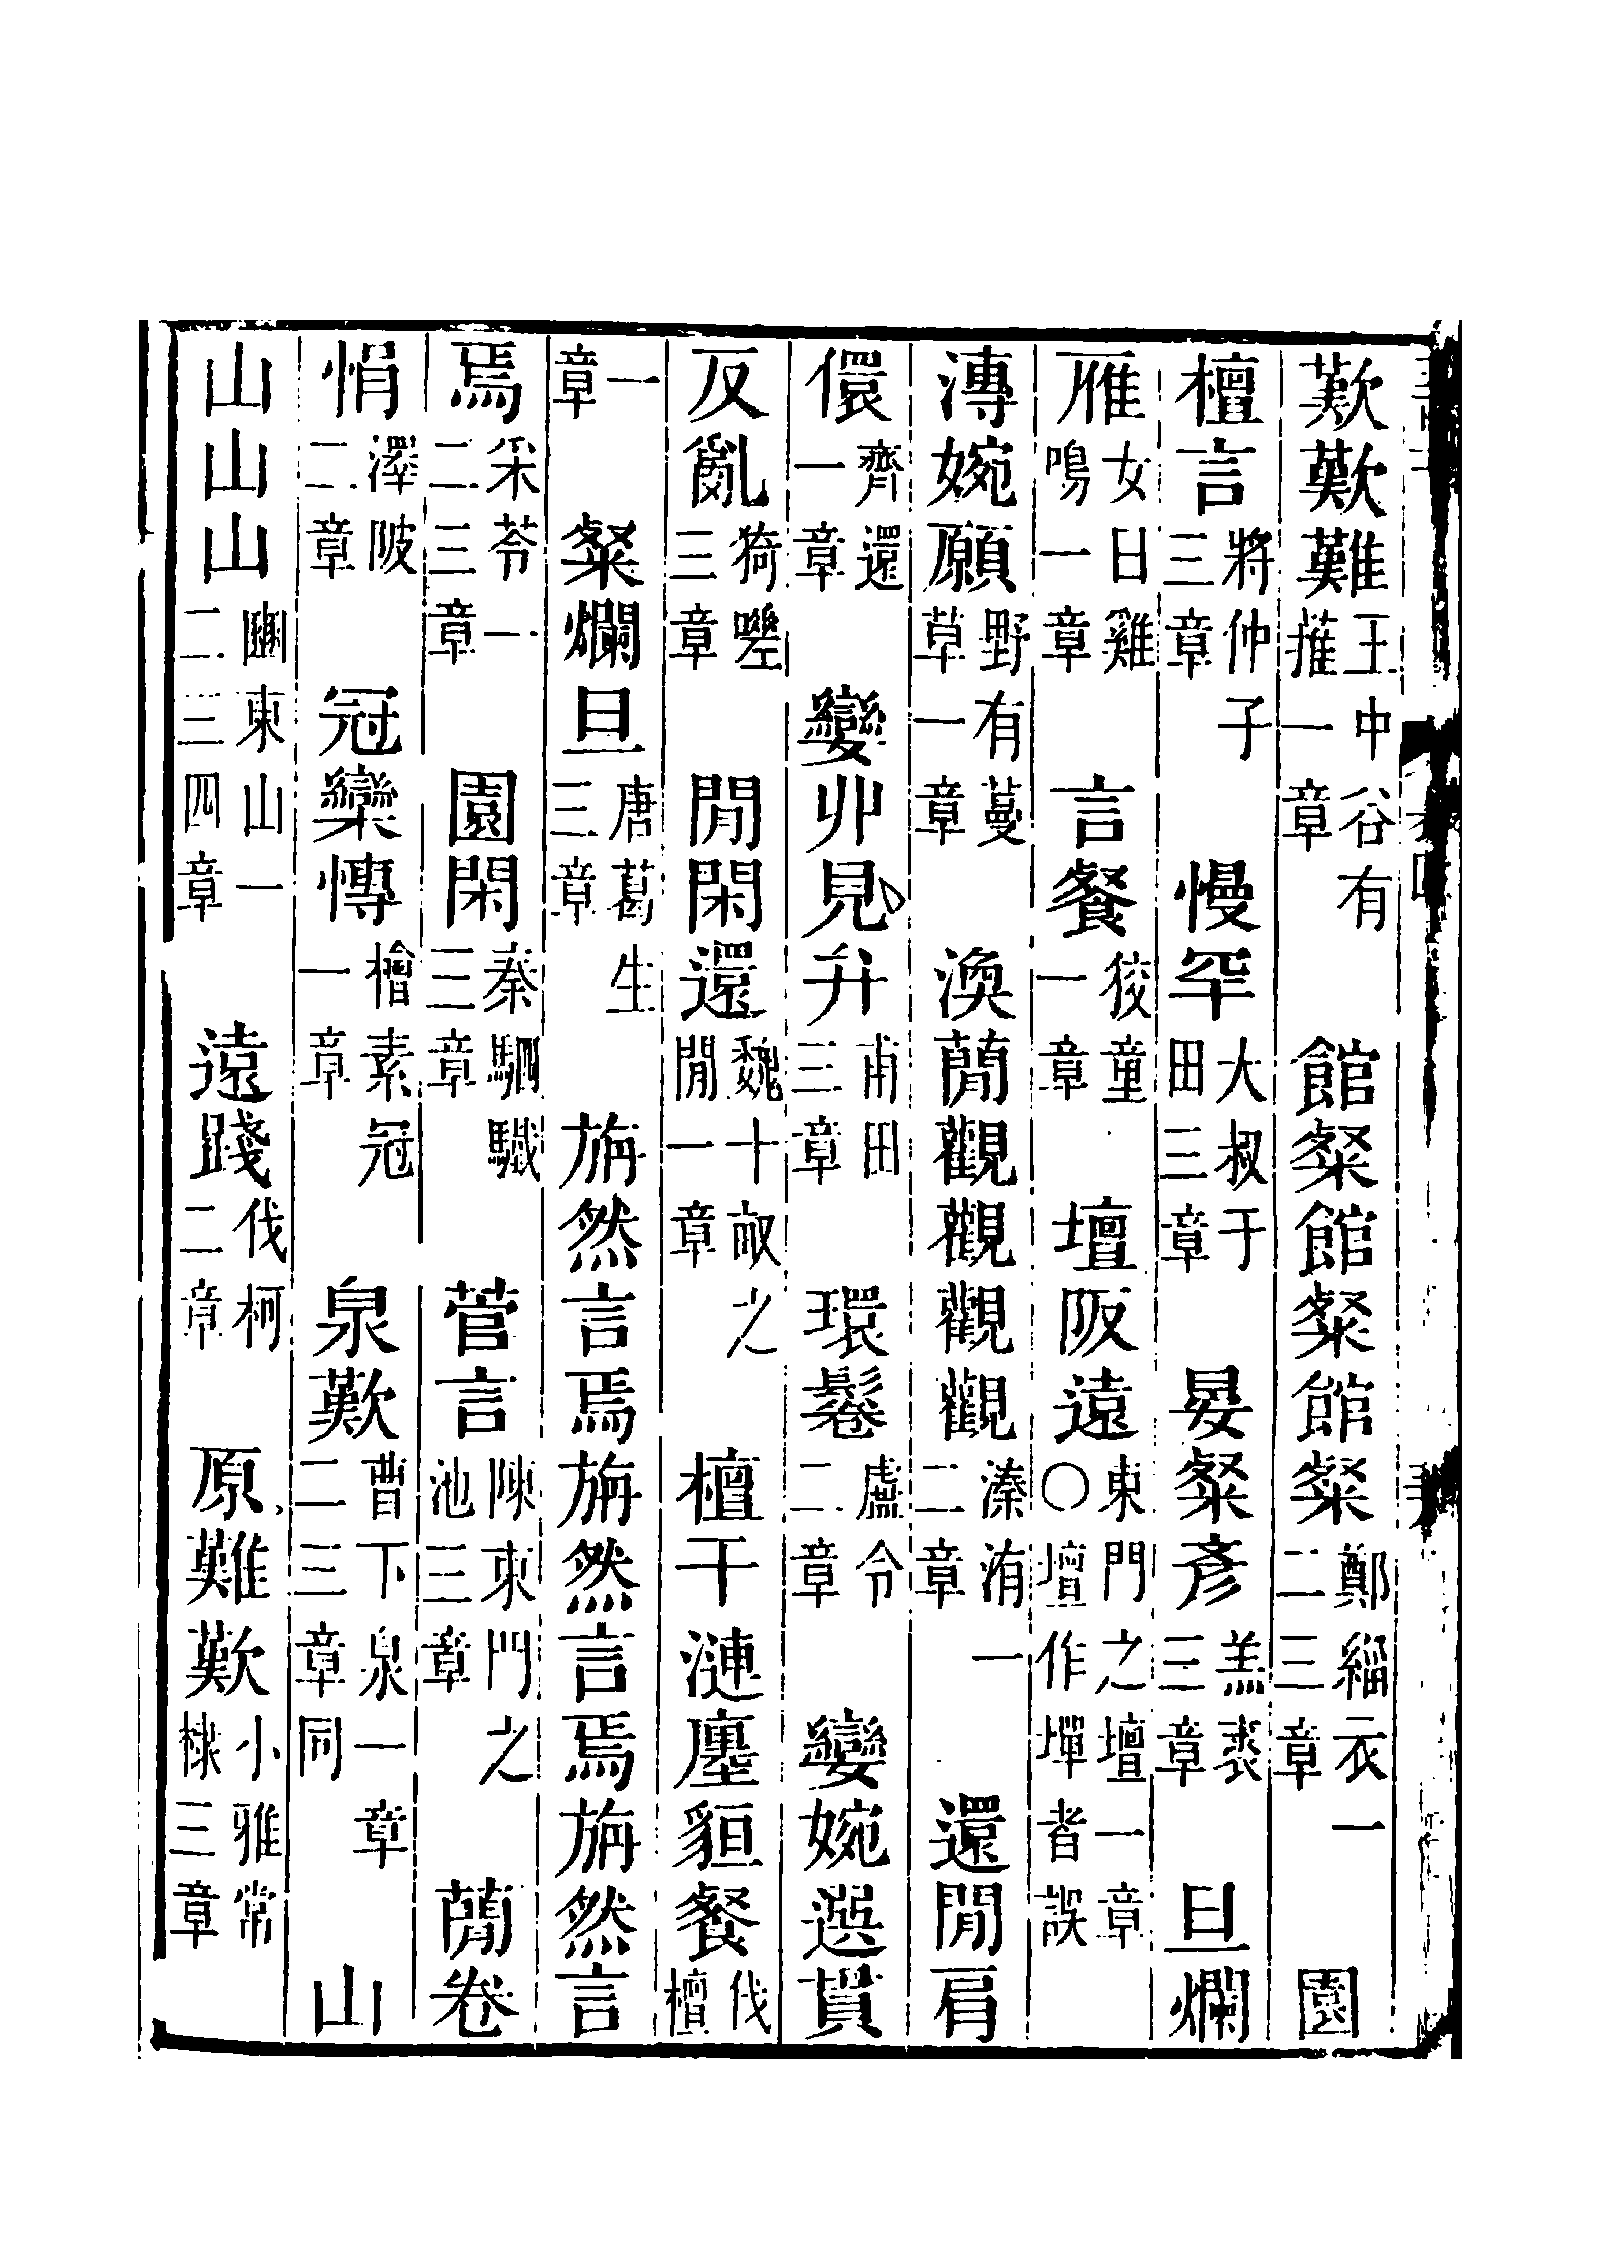 歎歎難王中谷有摧一章　館粲館粲館粲鄭緇衣一二三章　園
檀言將仲子三章　慢罕大叔于田三章　晏粲彥羔裘三章　旦爛
雁女曰雞鳴一章　言餐狡童一章　壇阪遠東門之壇一章〇壇作墠者誤
漙婉願野有蔓草一章　渙蕑觀觀觀觀溱洧一二章　還閒肩
儇齊還一章　孌丱見弁甫田三章　環鬈盧令二章　孌婉選貫
反亂猗嗟三章　閒閑還魏十畝之閒一章　檀干漣廛貆餐伐檀
一章　粲爛旦唐葛生三章　旃然言焉旃然言焉旃然言
焉采苓一二三章　園閑秦駟驖三章　菅言陳東門之池三章　蕑卷
悁澤陂二章　冠欒慱檜素冠一章　泉歎曹下泉一章二三章同　山
山山山豳東山一二三四章　遠踐伐柯二章　原難歎小雅常棣三章